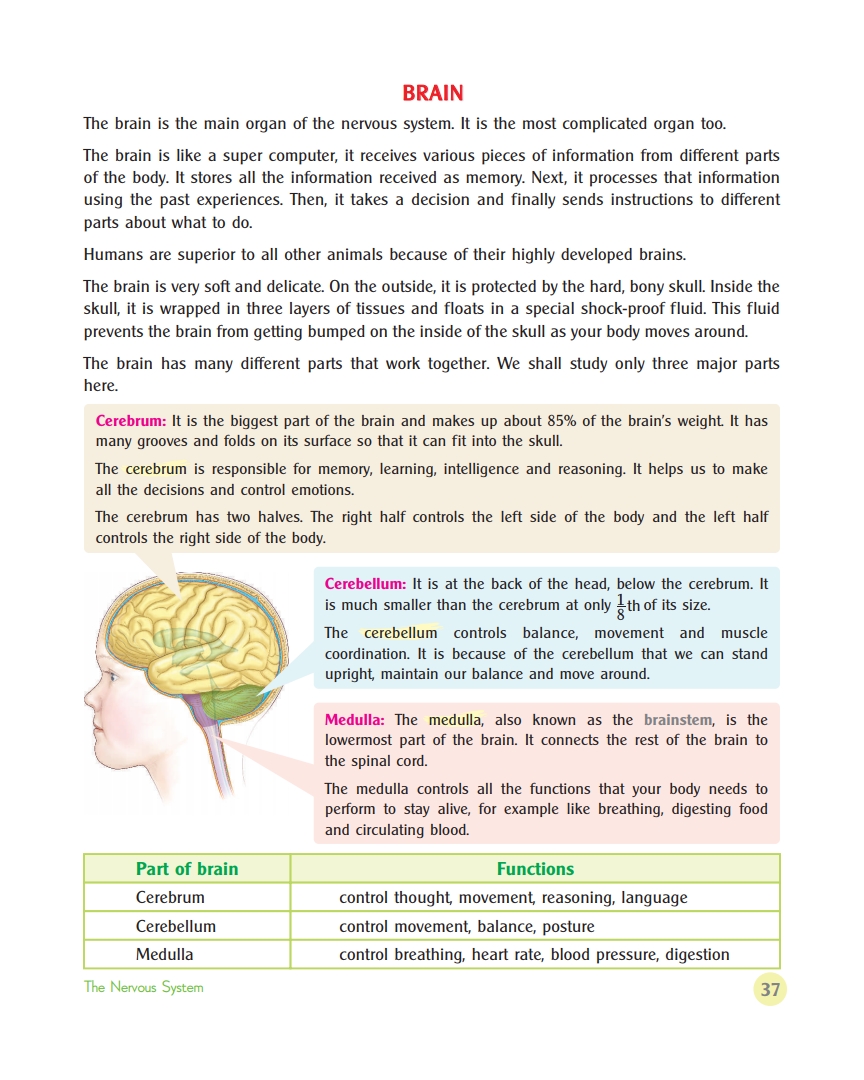 BRAIN
The brain is the main organ of the nervous system. It is the most complicated organ too.
The brain is like a super computer, it receives various pieces of information from different parts
of the body. It stores all the information received as memory. Next, it processes that information
using the past experiences. Then, it takes a decision and finally sends instructions to different
parts about what to do.
Humans are superior to all other animals because of their highly developed brains.
The brain is very soft and delicate. On the outside, it is protected by the hard, bony skull. Inside the
skull, it is wrapped in three layers of tissues and floats in a special shock-proof fluid. This fluid
prevents the brain from getting bumped on the inside of the skull as your body moves around.
The brain has many different parts that work together. We shall study only three major parts
here.
Cerebrum: It is the biggest part of the brain and makes up about 85% of the brain's weight. It has
many grooves and folds on its surface so that it can fit into the skull.
The cerebrum is responsible for memory, learning, intelligence and reasoning. It helps us to make
all the decisions and control emotions.
The cerebrum has two halves. The right half controls the left side of the body and the left half
controls the right side of the body.
Cerebellum: It is at the back of the head, below the cerebrum. It
is much smaller than the cerebrum at only 1/8th of its size.
The cerebellum controls balance, movement and muscle
coordination. It is because of the cerebellum that we can stand
upright, maintain our balance and move around.
Medulla: The medulla, also known as the brainstem, is the
lowermost part of the brain. It connects the rest of the brain to
the spinal cord.
The medulla controls all the functions that your body needs to
perform to stay alive, for example like breathing, digesting food
and circulating blood.
Part of brain Functions
Cerebrum control thought, movement, reasoning, language
Cerebellum control movement, balance, posture
Medulla control breathing, heart rate, blood pressure, digestion
The Nervous System 37